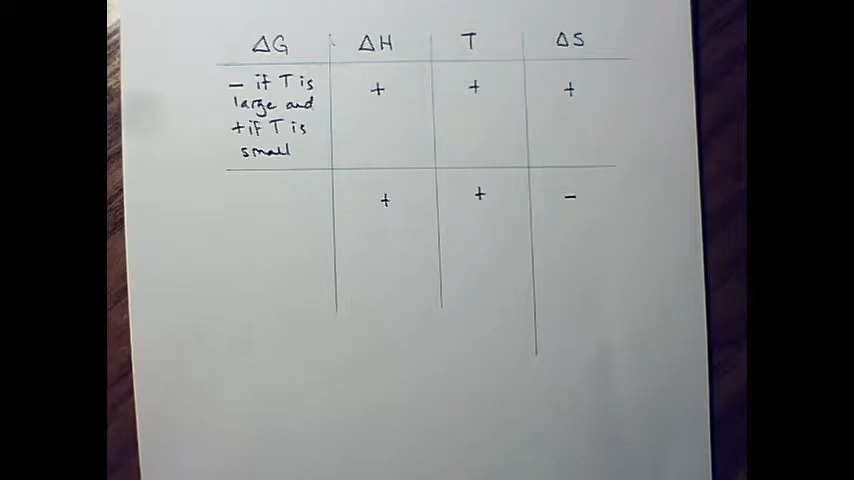 ΔG ΔH T ΔS
- if T is + + +
large and
+ if T is
small
+ + -